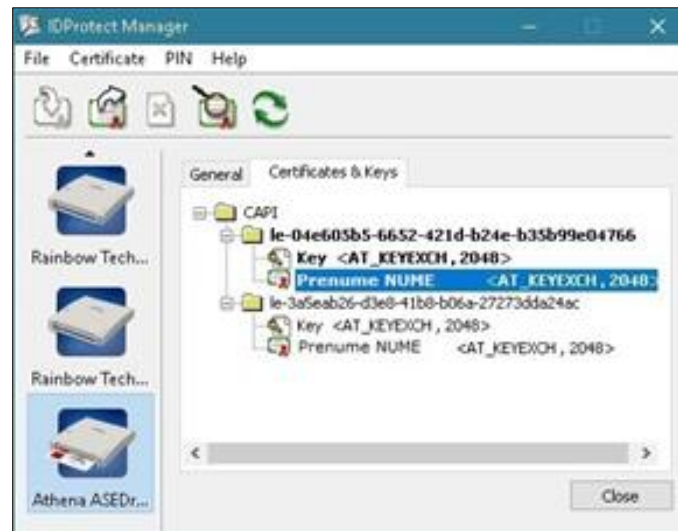 IDProtect Manager
File Certificate PIN Help
General Certificates & Keys
CAPI
le-04e605b5-6652-421d-b24e-b35b99e04766
Key <AT_KEYEXCH, 2048>
Prenume NUME <AT_KEYEXCH, 2048>
le-3a5eab26-d3e8-41b8-b06a-27273dda24ac
Key <AT_KEYEXCH, 2048>
Prenume NUME <AT_KEYEXCH, 2048>
Rainbow Tech...
Rainbow Tech...
Athena ASEDr...
Close